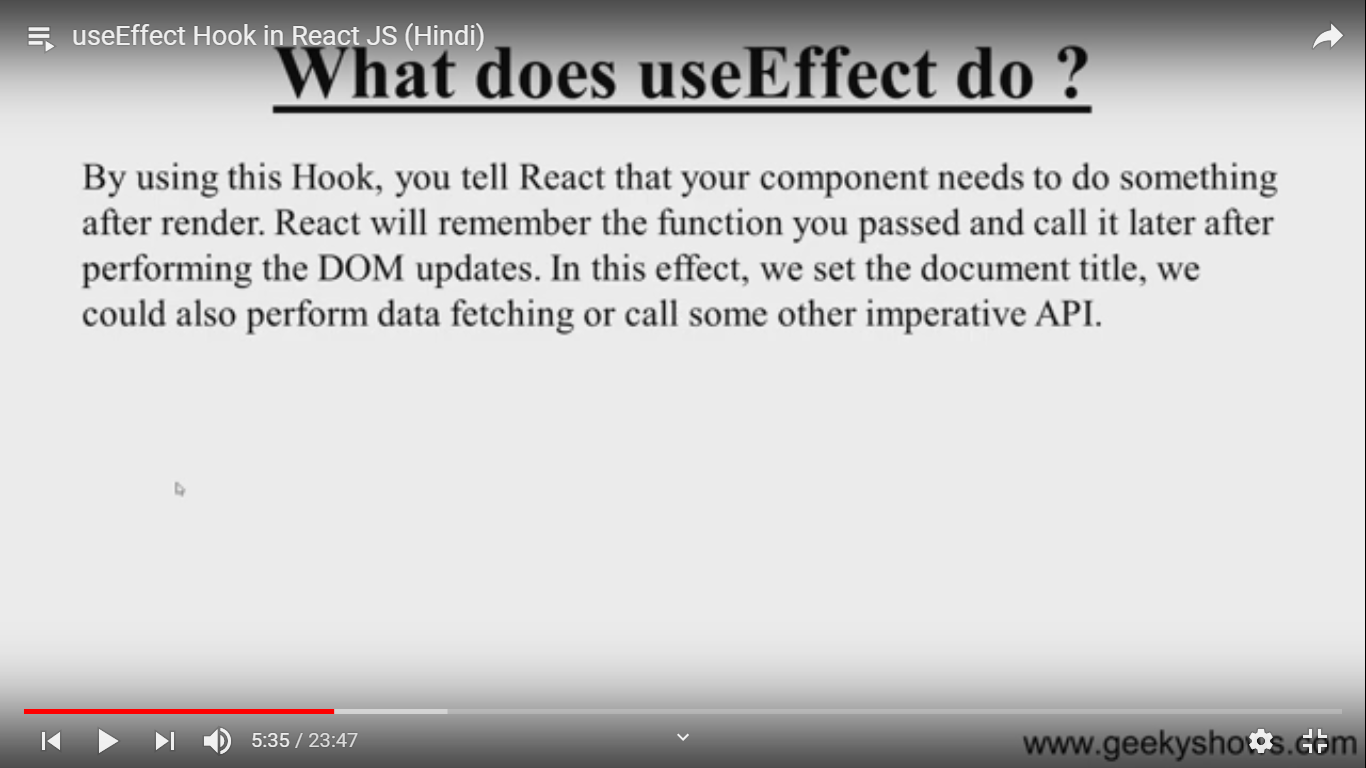 useEffect Hook in React JS (Hindi)
What does useEffect do ?
By using this Hook, you tell React that your component needs to do something
after render. React will remember the function you passed and call it later after
performing the DOM updates. In this effect, we set the document title, we
could also perform data fetching or call some other imperative API.
5:35 / 23:47
www.geekyshows.com